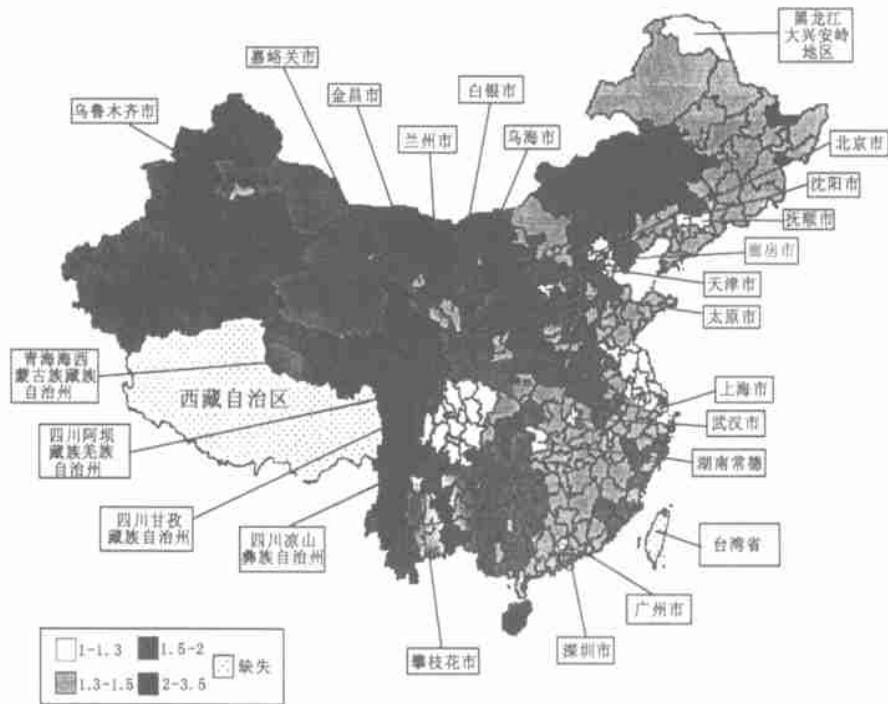 黑龙江
大兴安岭
地区
嘉峪关市
金昌市
白银市
乌鲁木齐市
兰州市
乌海市
北京市
沈阳市
抚顺市
廊房市
天津市
太原市
青海海西
蒙古族藏族
自治州
西藏自治区
上海市
四川阿坝
藏族羌族
自治州
武汉市
湖南常德
四川甘孜
藏族自治州
四川凉山
彝族自治州
台湾省
广州市
深圳市
攀枝花市
1-1.3
1.5-2
缺失
1.3-1.5
2-3.5